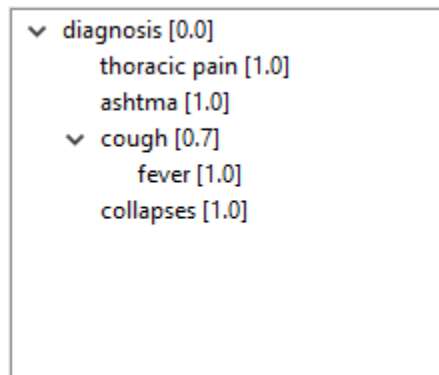 diagnosis [0.0]
thoracic pain [1.0]
ashtma [1.0]
cough [0.7]
fever [1.0]
collapses [1.0]